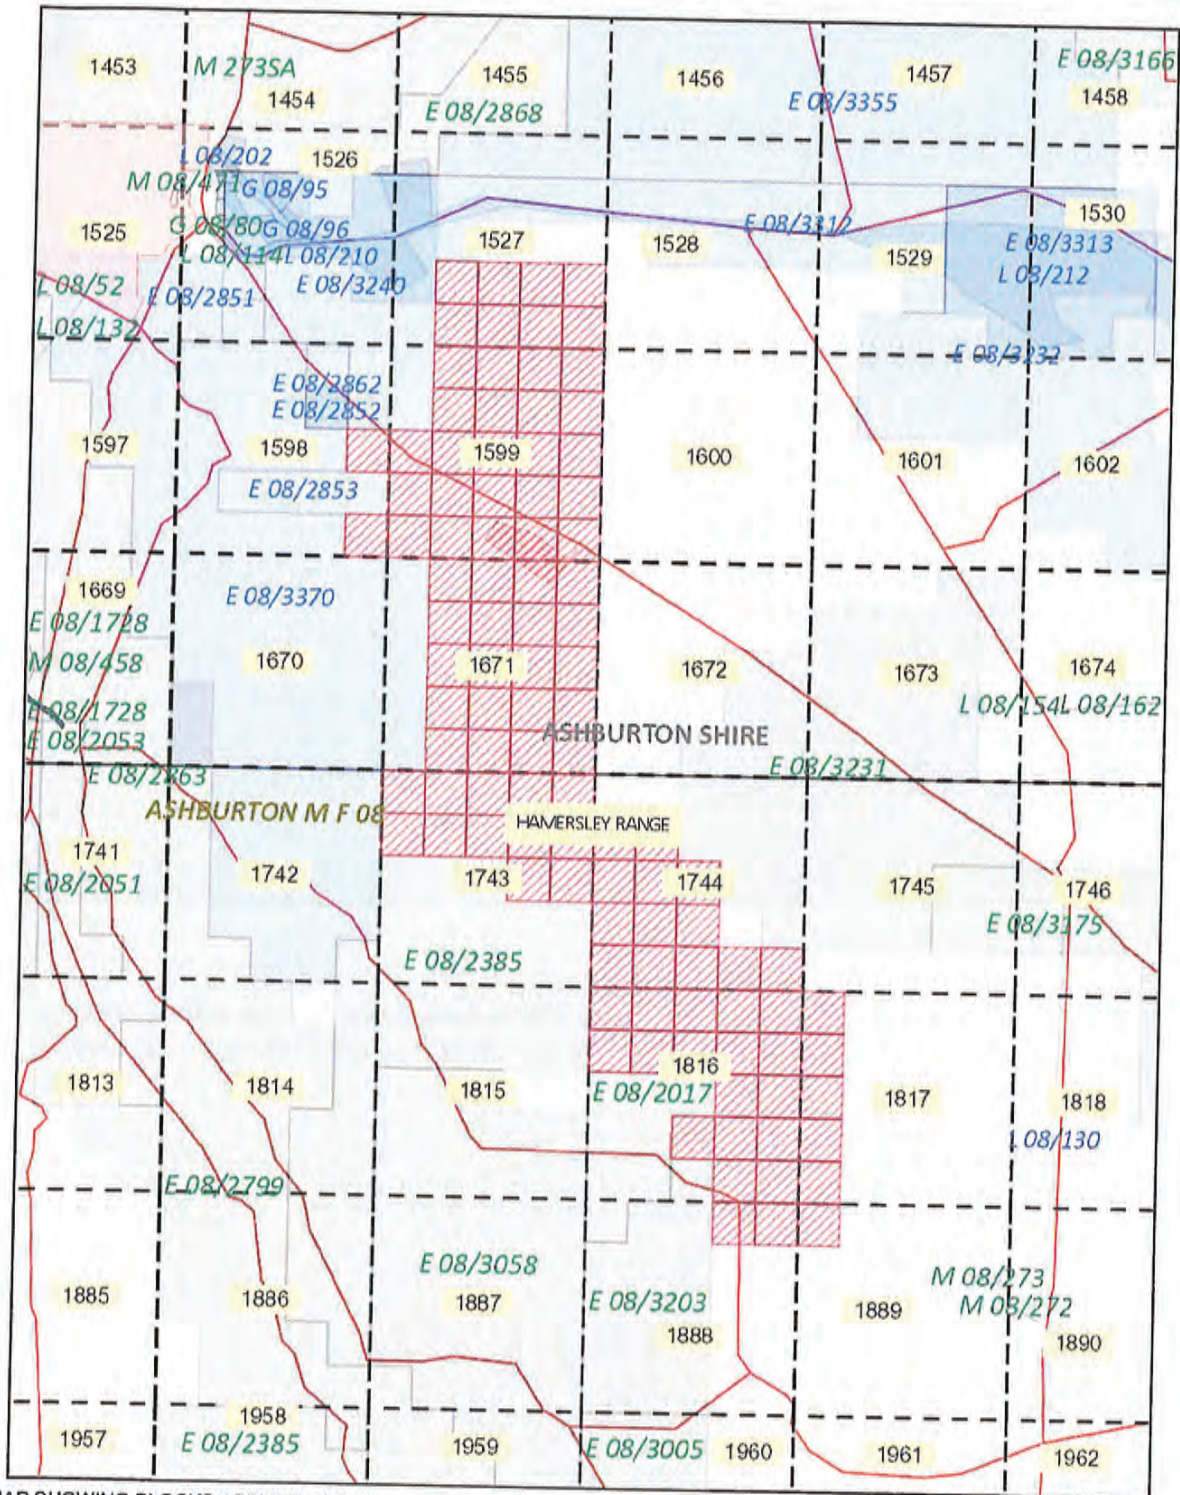 1453
M 273SA
1454
1455
E 08/2868
1456
E 08/3355
1457
E 08/3166
1458
L 08/202
1526
M 08/471
G 08/95
1525
G 08/80
G 08/96
L 08/114
L 08/210
E 08/3240
1527
1528
E 08/3312
1529
1530
E 08/3313
L 08/212
L 08/52
E 08/2851
L 08/132
E 08/3232
E 08/2862
E 08/2852
1597
1598
1599
1600
1601
1602
E 08/2853
1669
E 08/1728
E 08/3370
M 08/458
1670
1671
1672
1673
1674
L 08/154
L 08/162
E 08/1728
E 08/2053
ASHBURTON SHIRE
E 08/2863
E 08/3231
ASHBURTON M F 08
HAMERSLEY RANGE
1741
E 08/2051
1742
1743
1744
1745
1746
E 08/3175
E 08/2385
1813
1814
1815
1816
E 08/2017
1817
1818
L 08/130
E 08/2799
E 08/3058
1885
1886
1887
E 08/3203
1888
1889
M 08/273
M 08/272
1890
1957
1958
E 08/2385
1959
E 08/3005
1960
1961
1962